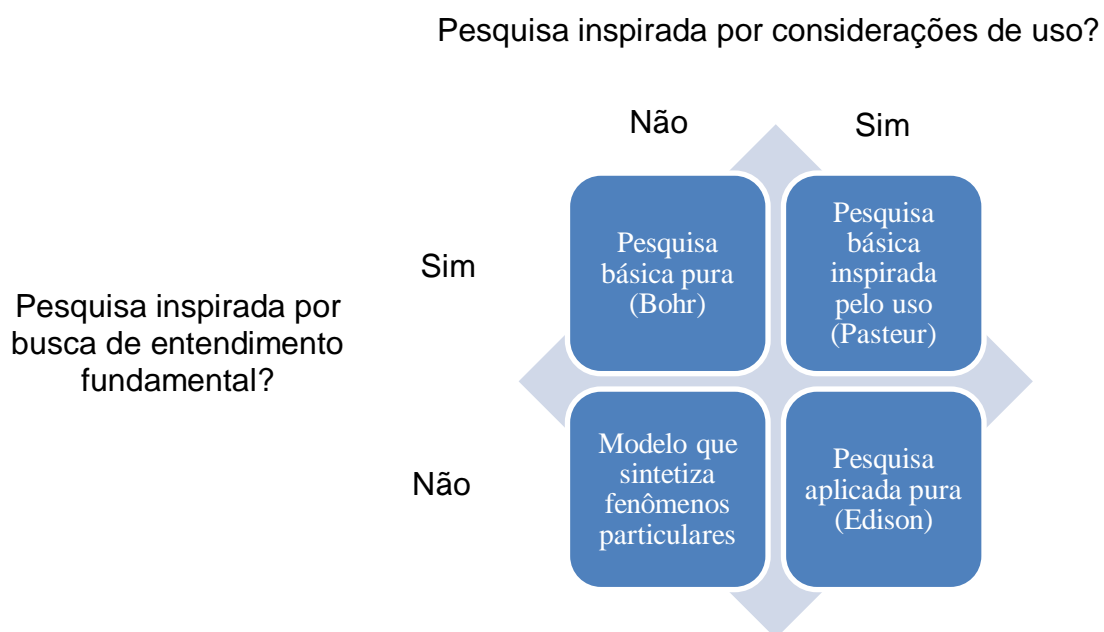 Pesquisa inspirada por considerações de uso?
Não
Sim
Sim
Pesquisa
básica pura
(Bohr)
Pesquisa
básica
inspirada
pelo uso
(Pasteur)
Pesquisa inspirada por
busca de entendimento
fundamental?
Não
Modelo que
sintetiza
fenômenos
particulares
Pesquisa
aplicada pura
(Edison)